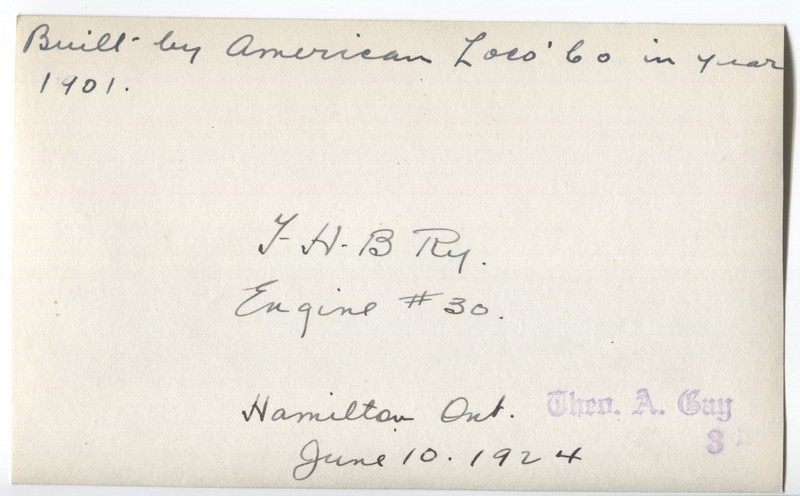 Built by American Loco' Co in year
1901.
T-H-B Ry.
Engine #30.
Hamilton Ont.
June 10. 1924
Theo. A. Gay
3